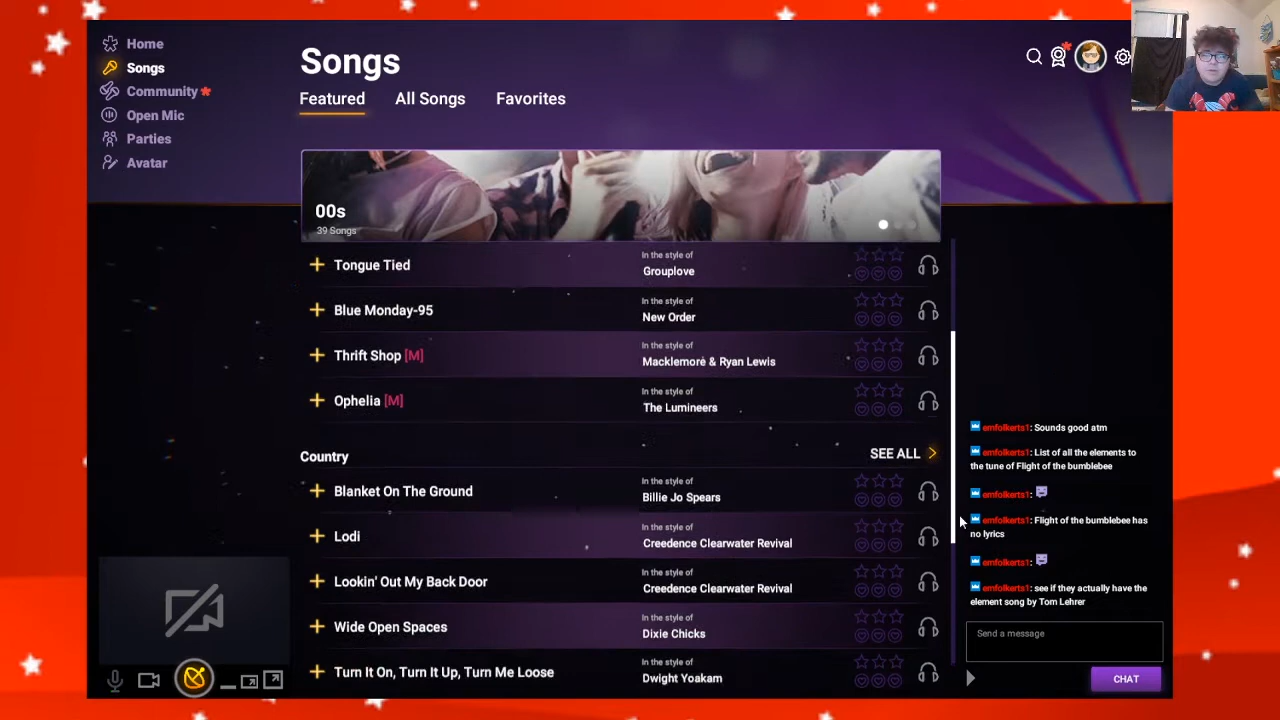 Home
Songs
Community
Open Mic
Parties
Avatar
Songs
Featured
All Songs
Favorites
00s
39 Songs
Tongue Tied
In the style of
Grouplove
Blue Monday-95
In the style of
New Order
Thrift Shop [M]
In the style of
Macklemore & Ryan Lewis
Ophelia [M]
In the style of
The Lumineers
Country
SEE ALL
Blanket On The Ground
In the style of
Billie Jo Spears
Lodi
In the style of
Creedence Clearwater Revival
Lookin' Out My Back Door
In the style of
Creedence Clearwater Revival
Wide Open Spaces
In the style of
Dixie Chicks
Turn It On, Turn It Up, Turn Me Loose
In the style of
Dwight Yoakam
emfolkerts1: Sounds good atm
emfolkerts1: List of all the elements to
the tune of Flight of the bumblebee
emfolkerts1:
emfolkerts1: Flight of the bumblebee has
no lyrics
emfolkerts1:
emfolkerts1: see if they actually have the
element song by Tom Lehrer
Send a message
CHAT